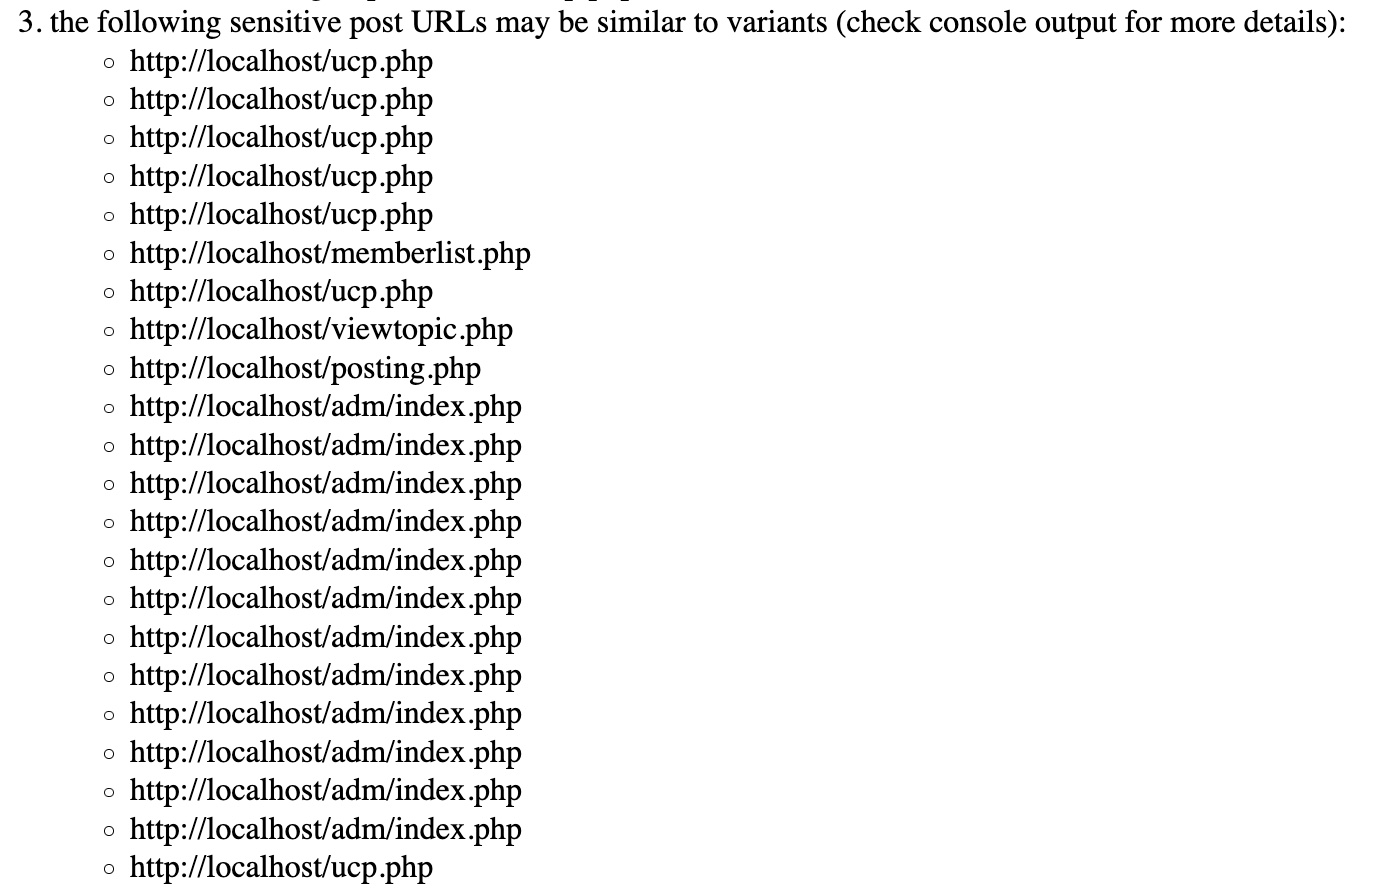 3. the following sensitive post URLs may be similar to variants (check console output for more details):
○ http://localhost/ucp.php
○ http://localhost/ucp.php
○ http://localhost/ucp.php
○ http://localhost/ucp.php
○ http://localhost/ucp.php
○ http://localhost/memberlist.php
○ http://localhost/ucp.php
○ http://localhost/viewtopic.php
○ http://localhost/posting.php
○ http://localhost/adm/index.php
○ http://localhost/adm/index.php
○ http://localhost/adm/index.php
○ http://localhost/adm/index.php
○ http://localhost/adm/index.php
○ http://localhost/adm/index.php
○ http://localhost/adm/index.php
○ http://localhost/adm/index.php
○ http://localhost/adm/index.php
○ http://localhost/adm/index.php
○ http://localhost/adm/index.php
○ http://localhost/adm/index.php
○ http://localhost/ucp.php